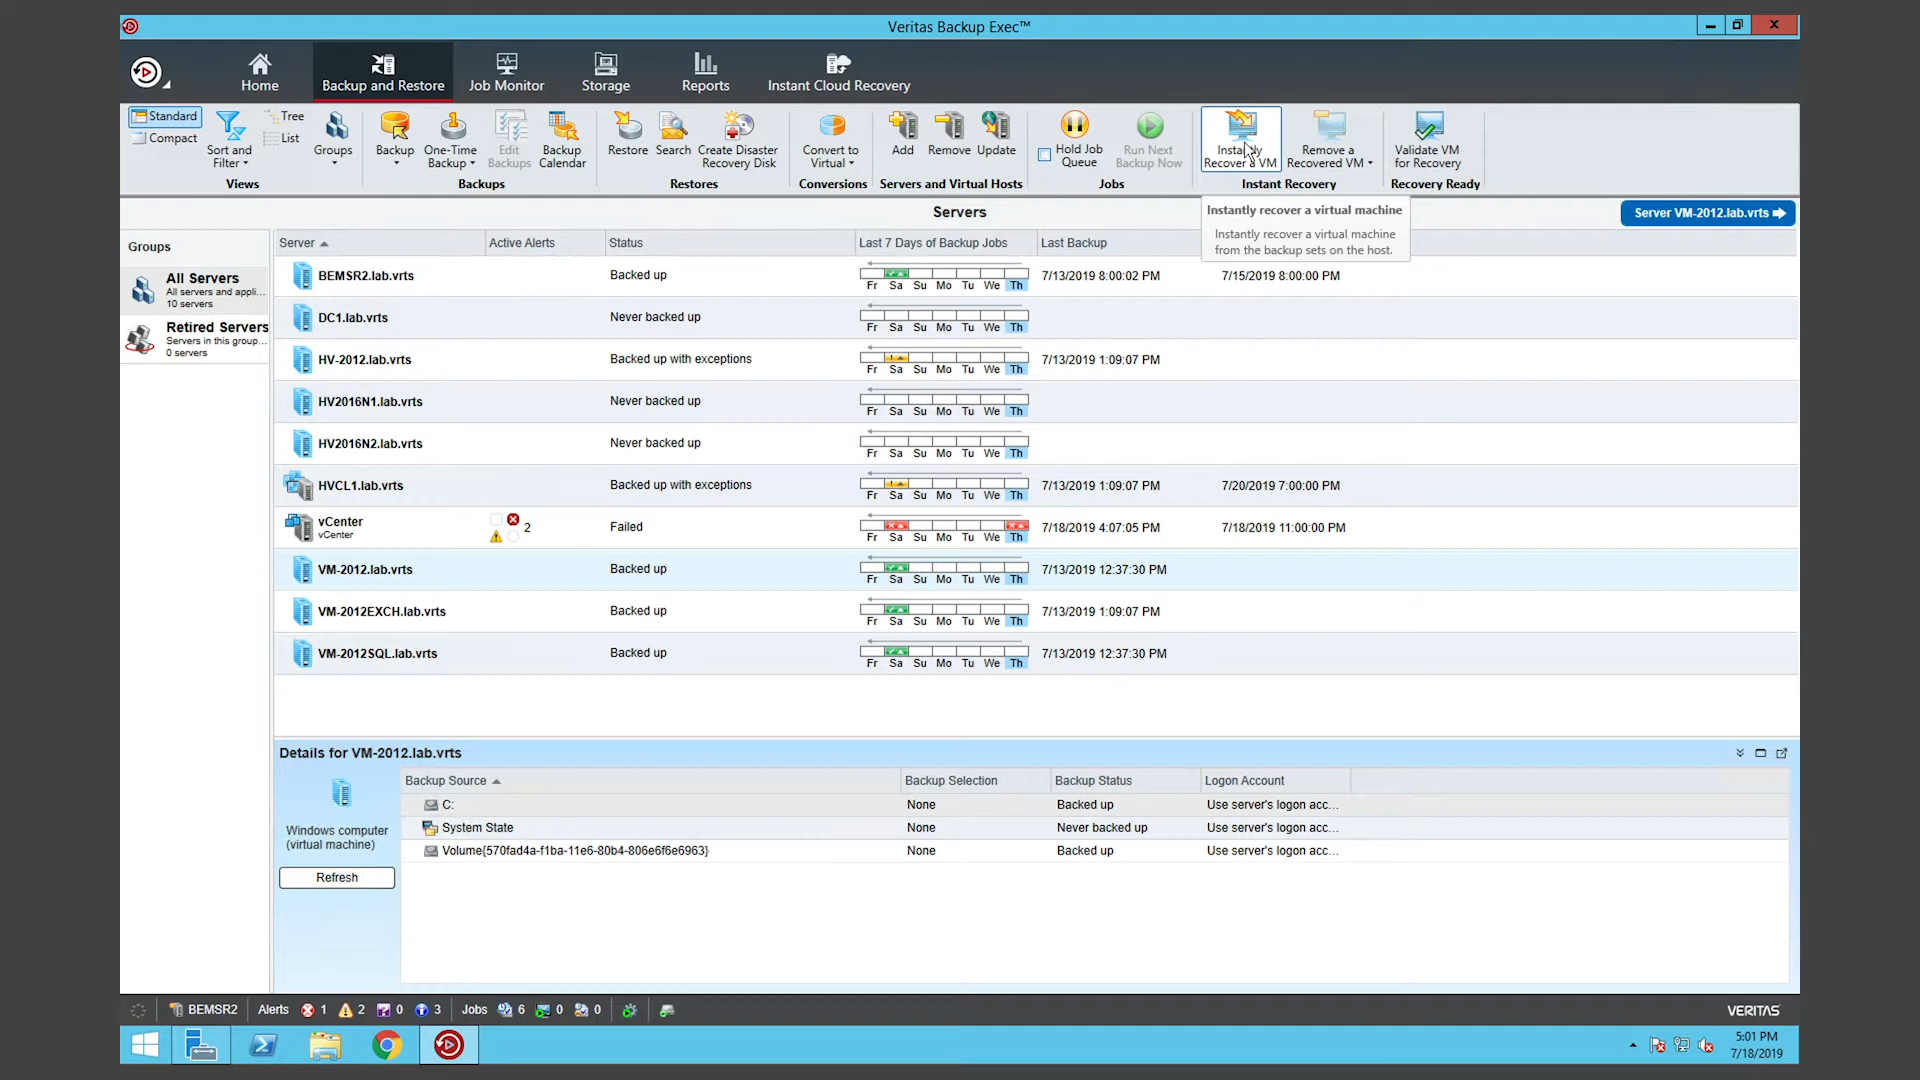 Veritas Backup Exec™
Home
Backup and Restore
Job Monitor
Storage
Reports
Instant Cloud Recovery
Standard
Compact
Sort and
Filter
Tree
List
Groups
Views
Backup
One-Time
Backup
Edit
Backups
Backup
Calendar
Backups
Restore
Search
Create Disaster
Recovery Disk
Restores
Convert to
Virtual
Conversions
Add
Remove
Update
Servers and Virtual Hosts
Hold Job
Queue
Run Next
Backup Now
Jobs
Instantly
Recover a VM
Remove a
Recovered VM
Instant Recovery
Validate VM
for Recovery
Recovery Ready
Instantly recover a virtual machine
Instantly recover a virtual machine
from the backup sets on the host.
Servers
Server VM-2012.lab.vrts
Groups
All Servers
All servers and appli...
10 servers
Retired Servers
Servers in this group...
0 servers
Server Active Alerts Status Last 7 Days of Backup Jobs Last Backup
BEMSR2.lab.vrts Backed up 7/13/2019 8:00:02 PM 7/15/2019 8:00:00 PM
Fr Sa Su Mo Tu We Th
DC1.lab.vrts Never backed up
Fr Sa Su Mo Tu We Th
HV-2012.lab.vrts Backed up with exceptions 7/13/2019 1:09:07 PM
Fr Sa Su Mo Tu We Th
HV2016N1.lab.vrts Never backed up
Fr Sa Su Mo Tu We Th
HV2016N2.lab.vrts Never backed up
Fr Sa Su Mo Tu We Th
HVCL1.lab.vrts Backed up with exceptions 7/13/2019 1:09:07 PM 7/20/2019 7:00:00 PM
Fr Sa Su Mo Tu We Th
vCenter 2 Failed 7/18/2019 4:07:05 PM 7/18/2019 11:00:00 PM
vCenter Fr Sa Su Mo Tu We Th
VM-2012.lab.vrts Backed up 7/13/2019 12:37:30 PM
Fr Sa Su Mo Tu We Th
VM-2012EXCH.lab.vrts Backed up 7/13/2019 1:09:07 PM
Fr Sa Su Mo Tu We Th
VM-2012SQL.lab.vrts Backed up 7/13/2019 12:37:30 PM
Fr Sa Su Mo Tu We Th
Details for VM-2012.lab.vrts
Windows computer
(virtual machine)
Refresh
Backup Source Backup Selection Backup Status Logon Account
C: None Backed up Use server's logon acc...
System State None Never backed up Use server's logon acc...
Volume{570fad4a-f1ba-11e6-80b4-806e6f6e6963} None Backed up Use server's logon acc...
BEMSR2 Alerts 1 2 0 3 Jobs 6 0 0
VERITAS
5:01 PM
7/18/2019